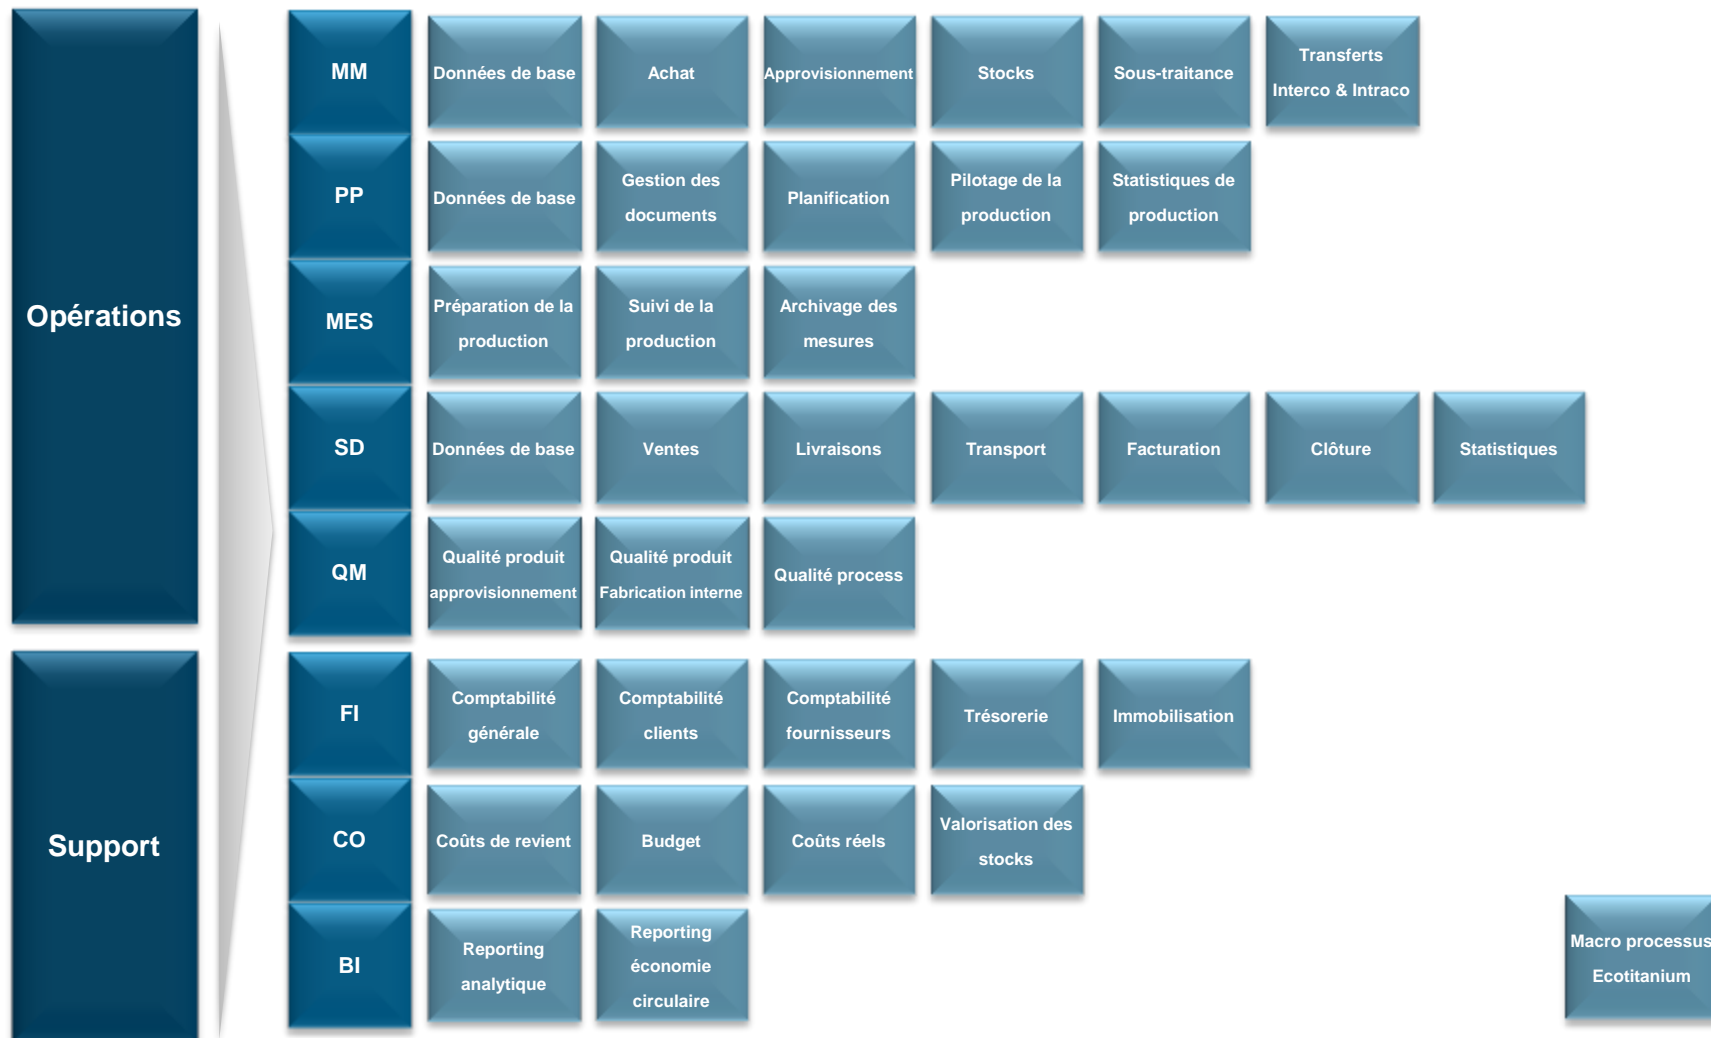 Opérations
MM
Données de base
Achat
Approvisionnement
Stocks
Sous-traitance
Transferts
Interco & Intraco
PP
Données de base
Gestion des
documents
Planification
Pilotage de la
production
Statistiques de
production
MES
Préparation de la
production
Suivi de la
production
Archivage des
mesures
SD
Données de base
Ventes
Livraisons
Transport
Facturation
Clôture
Statistiques
QM
Qualité produit
approvisionnement
Qualité produit
Fabrication interne
Qualité process
Support
FI
Comptabilité
générale
Comptabilité
clients
Comptabilité
fournisseurs
Trésorerie
Immobilisation
CO
Coûts de revient
Budget
Coûts réels
Valorisation des
stocks
BI
Reporting
analytique
Reporting
économie
circulaire
Macro processus
Ecotitanium